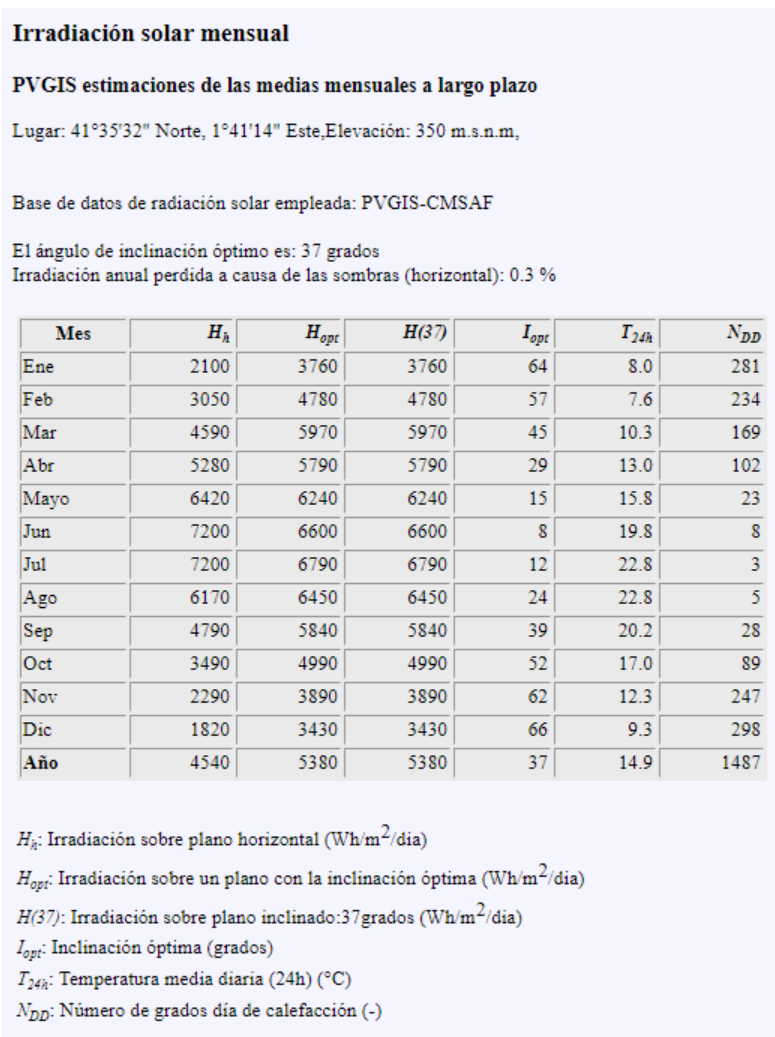 Irradiación solar mensual
PVGIS estimaciones de las medias mensuales a largo plazo
Lugar: 41°35'32" Norte, 1°41'14" Este,Elevación: 350 m.s.n.m,
Base de datos de radiación solar empleada: PVGIS-CMSAF
El ángulo de inclinación óptimo es: 37 grados
Irradiación anual perdida a causa de las sombras (horizontal): 0.3 %
Mes Hh Hopt H(37) Iopt T24h NDD
Ene 2100 3760 3760 64 8.0 281
Feb 3050 4780 4780 57 7.6 234
Mar 4590 5970 5970 45 10.3 169
Abr 5280 5790 5790 29 13.0 102
Mayo 6420 6240 6240 15 15.8 23
Jun 7200 6600 6600 8 19.8 8
Jul 7200 6790 6790 12 22.8 3
Ago 6170 6450 6450 24 22.8 5
Sep 4790 5840 5840 39 20.2 28
Oct 3490 4990 4990 52 17.0 89
Nov 2290 3890 3890 62 12.3 247
Dic 1820 3430 3430 66 9.3 298
Año 4540 5380 5380 37 14.9 1487
Hh: Irradiación sobre plano horizontal (Wh/m2/dia)
Hopt: Irradiación sobre un plano con la inclinación óptima (Wh/m2/dia)
H(37): Irradiación sobre plano inclinado:37grados (Wh/m2/dia)
Iopt: Inclinación óptima (grados)
T24h: Temperatura media diaria (24h) (°C)
NDD: Número de grados día de calefacción (-)